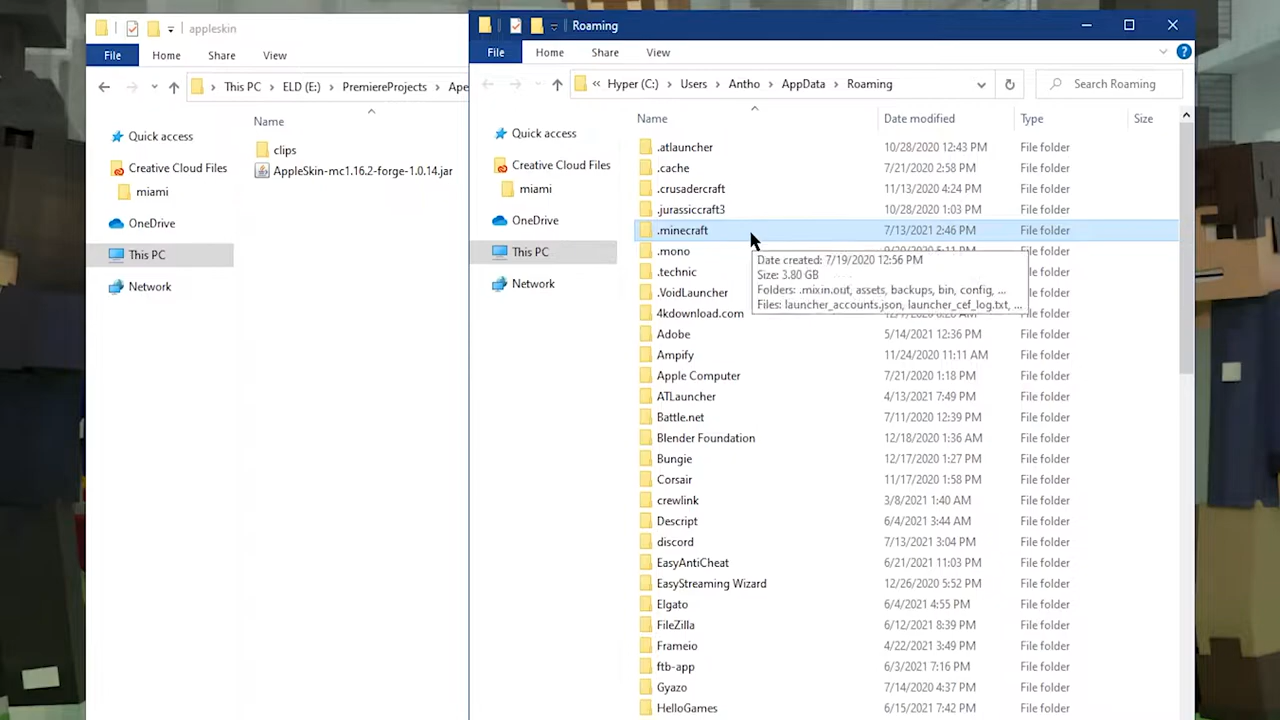 appleskin
File Home Share View
This PC ELD (E:) PremiereProjects Ape
Name
Quick access
Creative Cloud Files
miami
OneDrive
This PC
Network
clips
AppleSkin-mc1.16.2-forge-1.0.14.jar
Roaming
File Home Share View
« Hyper (C:) Users Antho AppData Roaming
Search Roaming
Quick access
Creative Cloud Files
miami
OneDrive
This PC
Network
Name Date modified Type Size
.atlauncher 10/28/2020 12:43 PM File folder
.cache 7/21/2020 2:58 PM File folder
.crusadercraft 11/13/2020 4:24 PM File folder
.jurassiccraft3 10/28/2020 1:03 PM File folder
.minecraft 7/13/2021 2:46 PM File folder
.mono File folder
.technic File folder
.VoidLauncher File folder
4kdownload.com File folder
Date created: 7/19/2020 12:56 PM
Size: 3.80 GB
Folders: .mixin.out, assets, backups, bin, config, ...
Files: launcher_accounts.json, launcher_cef_log.txt, ...
Adobe 5/14/2021 12:36 PM File folder
Ampify 11/24/2020 11:11 AM File folder
Apple Computer 7/21/2020 1:18 PM File folder
ATLauncher 4/13/2021 7:49 PM File folder
Battle.net 7/11/2020 12:39 PM File folder
Blender Foundation 12/18/2020 1:36 AM File folder
Bungie 12/17/2020 1:27 PM File folder
Corsair 11/17/2020 1:58 PM File folder
crewlink 3/8/2021 1:40 AM File folder
Descript 6/4/2021 3:44 AM File folder
discord 7/13/2021 3:04 PM File folder
EasyAntiCheat 6/21/2021 11:03 PM File folder
EasyStreaming Wizard 12/26/2020 5:52 PM File folder
Elgato 6/4/2021 4:55 PM File folder
FileZilla 6/12/2021 8:39 PM File folder
Frameio 4/22/2021 3:49 PM File folder
ftb-app 6/3/2021 7:16 PM File folder
Gyazo 7/14/2020 4:37 PM File folder
HelloGames 6/15/2021 7:42 PM File folder